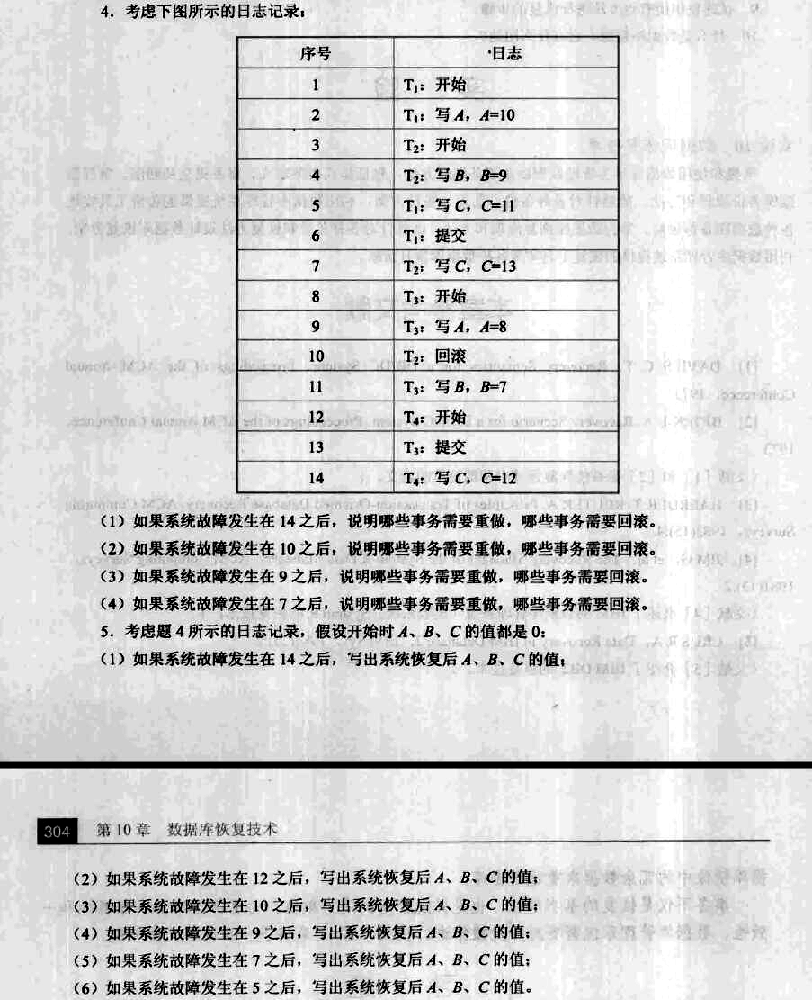 4．考虑下图所示的日志记录：
序号 日志
1 T₁：开始
2 T₁：写 A，A=10
3 T₂：开始
4 T₂：写 B，B=9
5 T₁：写 C，C=11
6 T₁：提交
7 T₂：写 C，C=13
8 T₃：开始
9 T₃：写 A，A=8
10 T₂：回滚
11 T₃：写 B，B=7
12 T₄：开始
13 T₃：提交
14 T₄：写 C，C=12
（1）如果系统故障发生在 14 之后，说明哪些事务需要重做，哪些事务需要回滚。
（2）如果系统故障发生在 10 之后，说明哪些事务需要重做，哪些事务需要回滚。
（3）如果系统故障发生在 9 之后，说明哪些事务需要重做，哪些事务需要回滚。
（4）如果系统故障发生在 7 之后，说明哪些事务需要重做，哪些事务需要回滚。
5．考虑题 4 所示的日志记录，假设开始时 A、B、C 的值都是 0：
（1）如果系统故障发生在 14 之后，写出系统恢复后 A、B、C 的值；
304 第 10 章 数据库恢复技术
（2）如果系统故障发生在 12 之后，写出系统恢复后 A、B、C 的值；
（3）如果系统故障发生在 10 之后，写出系统恢复后 A、B、C 的值；
（4）如果系统故障发生在 9 之后，写出系统恢复后 A、B、C 的值；
（5）如果系统故障发生在 7 之后，写出系统恢复后 A、B、C 的值；
（6）如果系统故障发生在 5 之后，写出系统恢复后 A、B、C 的值。